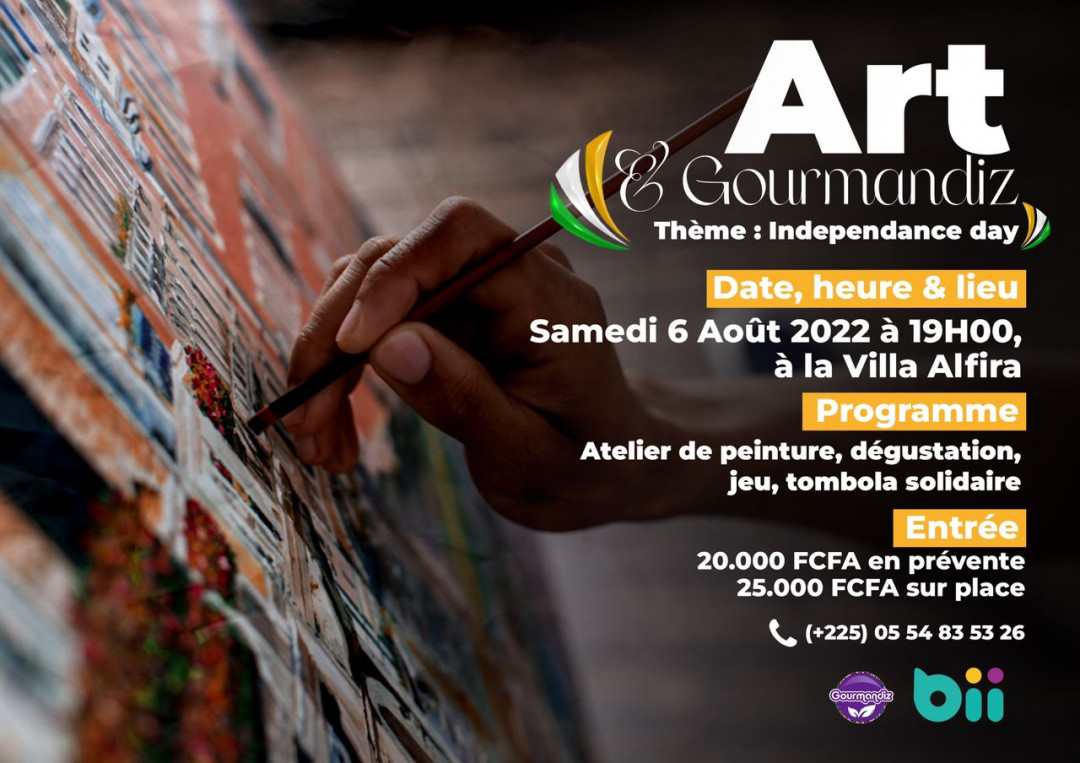 Art
& Gourmandiz
Thème : Independance day
Date, heure & lieu
Samedi 6 Août 2022 à 19H00,
à la Villa Alfira
Programme
Atelier de peinture, dégustation,
jeu, tombola solidaire
Entrée
20.000 FCFA en prévente
25.000 FCFA sur place
(+225) 05 54 83 53 26
Gourmandiz
bii